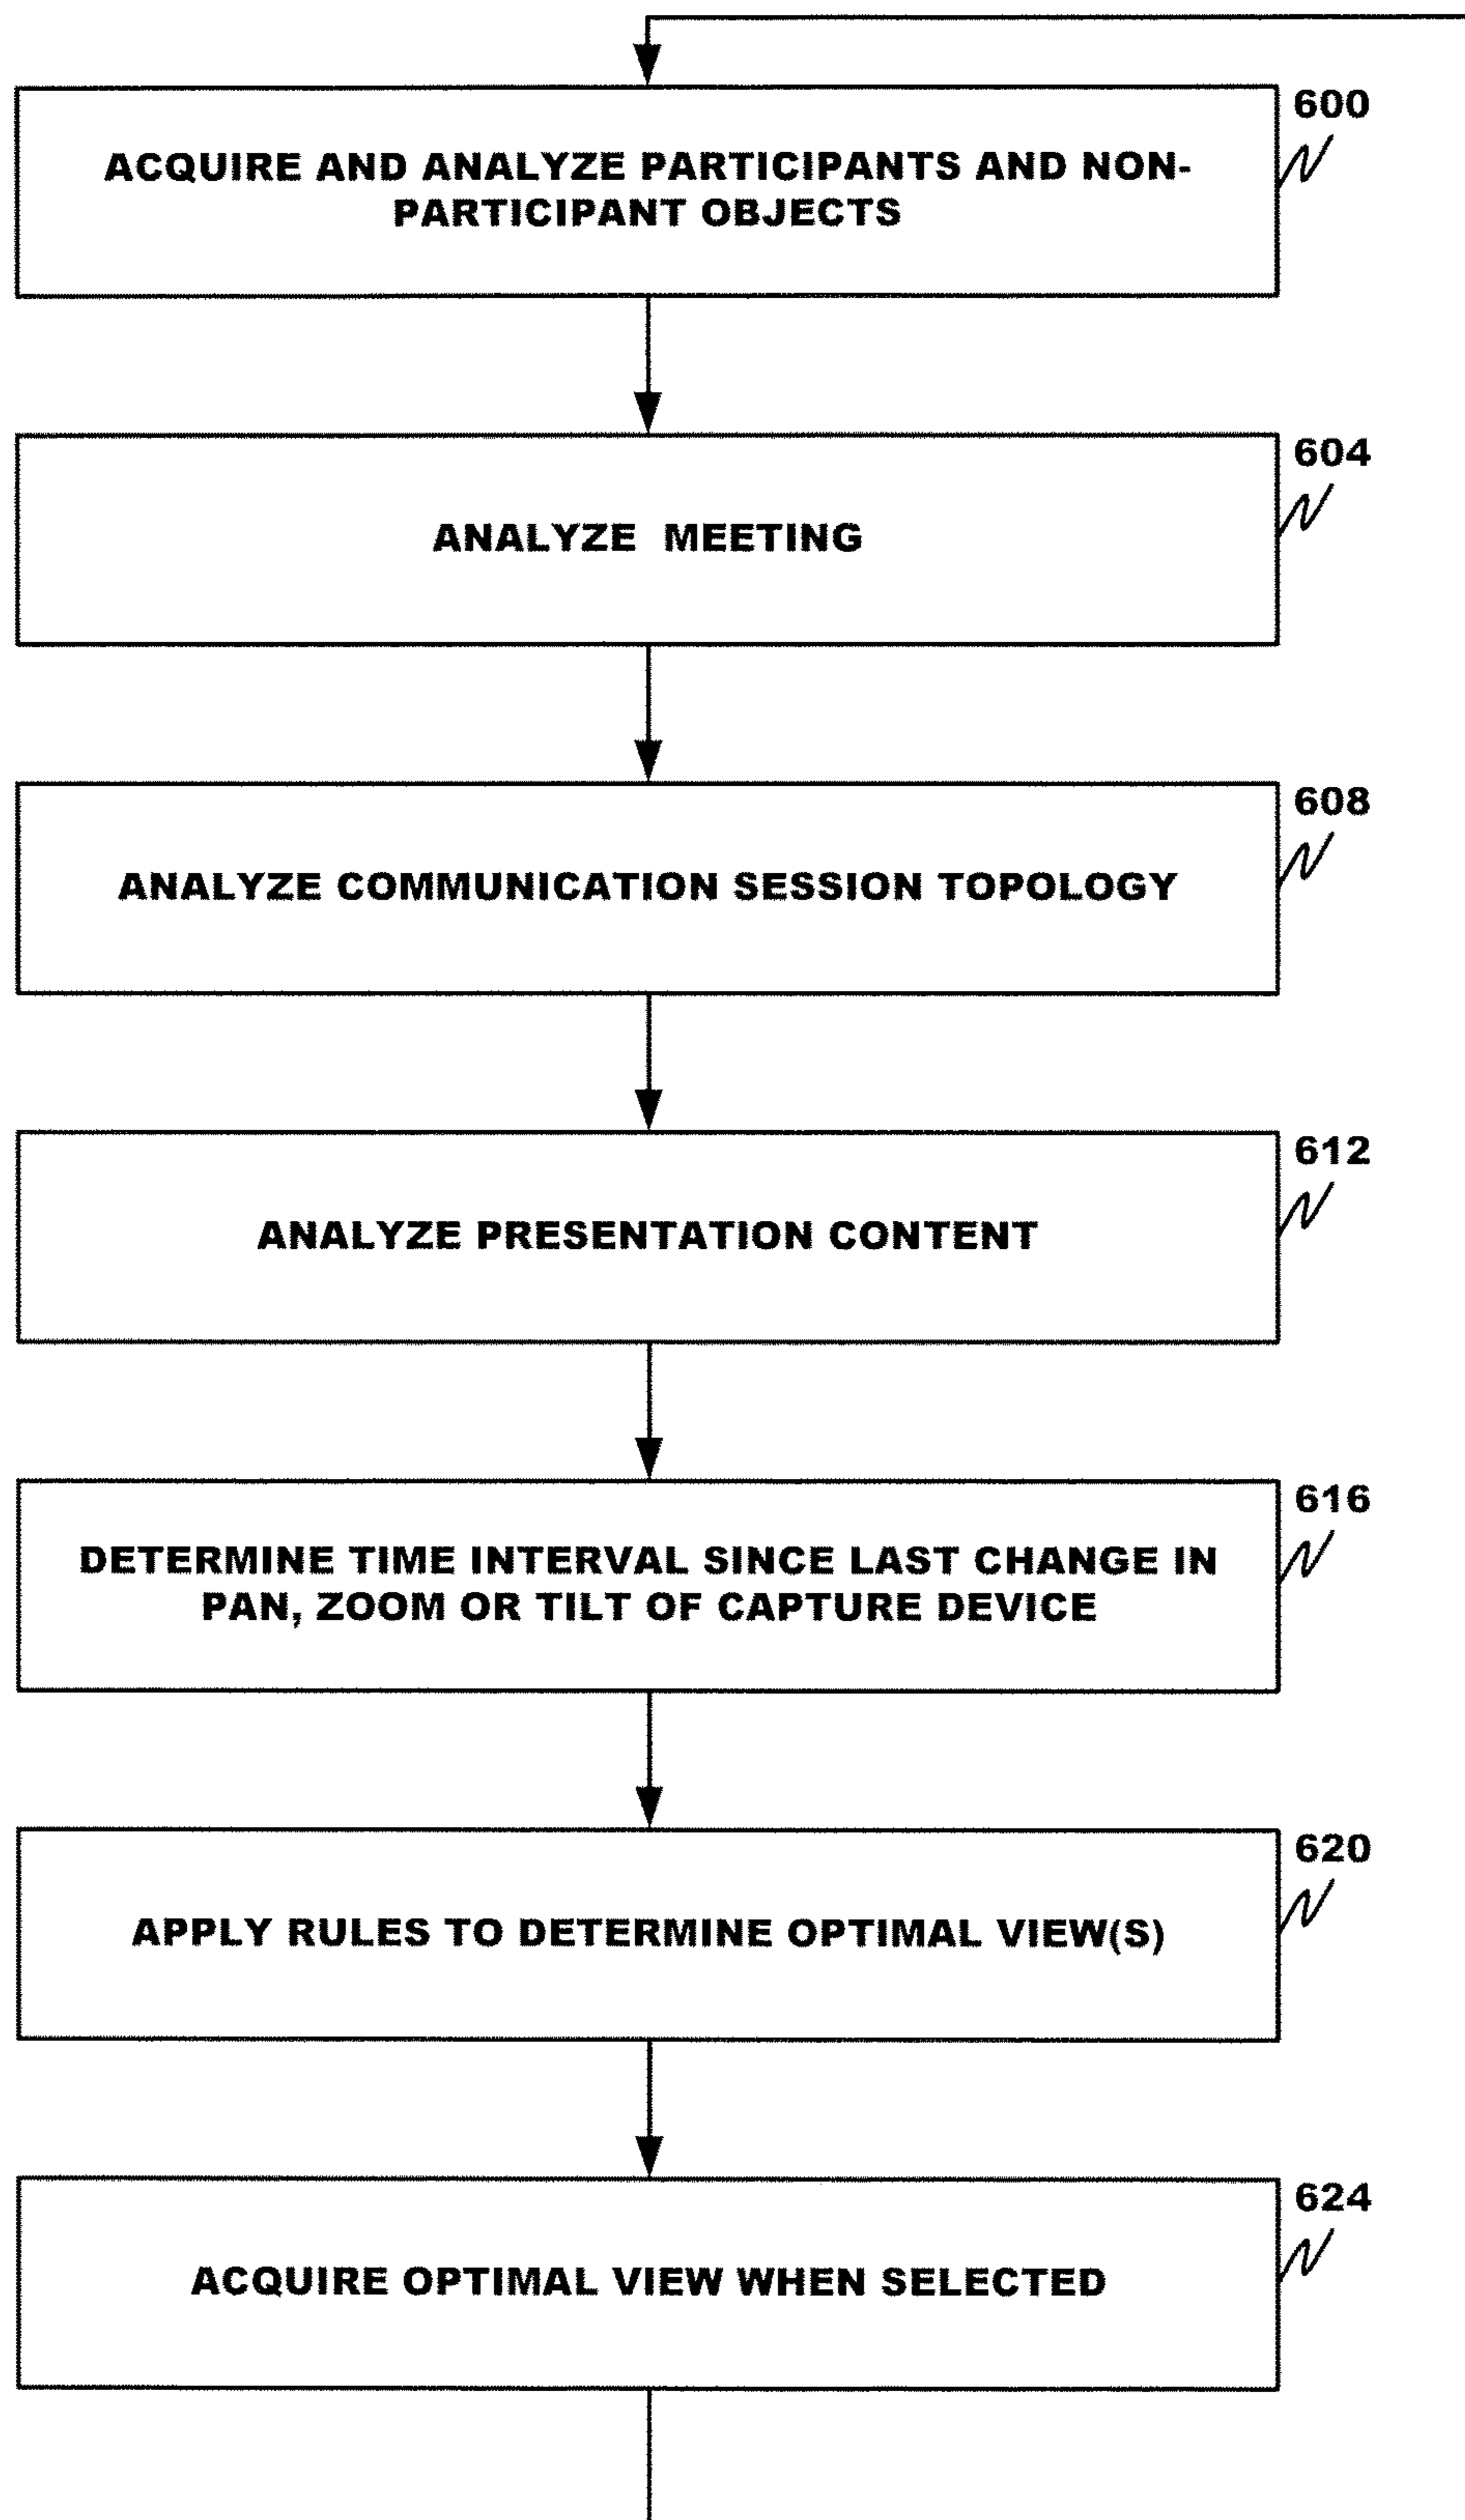 600
ACQUIRE AND ANALYZE PARTICIPANTS AND NON-
PARTICIPANT OBJECTS
604
ANALYZE MEETING
608
ANALYZE COMMUNICATION SESSION TOPOLOGY
612
ANALYZE PRESENTATION CONTENT
616
DETERMINE TIME INTERVAL SINCE LAST CHANGE IN
PAN, ZOOM OR TILT OF CAPTURE DEVICE
620
APPLY RULES TO DETERMINE OPTIMAL VIEW(S)
624
ACQUIRE OPTIMAL VIEW WHEN SELECTED